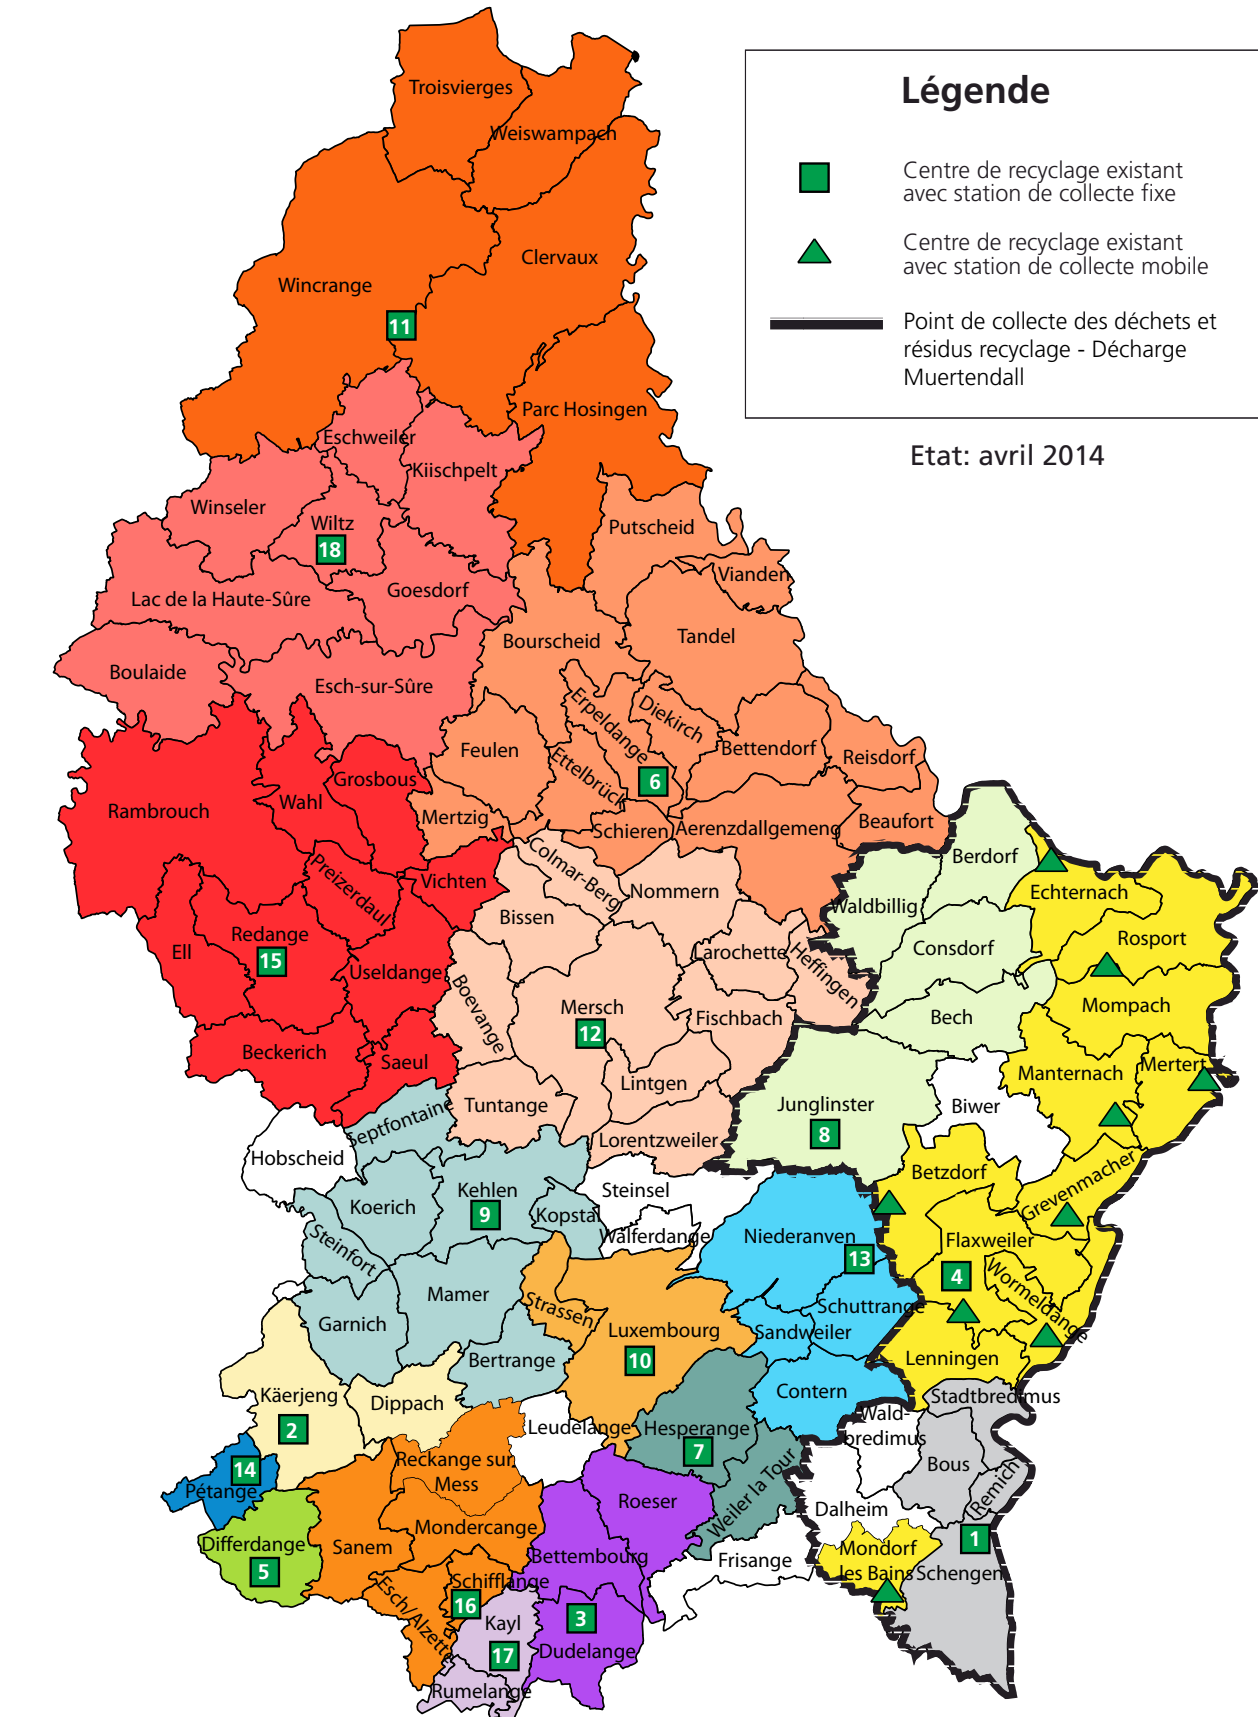 Légende
Centre de recyclage existant
avec station de collecte fixe
Centre de recyclage existant
avec station de collecte mobile
Point de collecte des déchets et
résidus recyclage - Décharge
Muertendall
Etat: avril 2014
Troisvierges
Weiswampach
Clervaux
Wincrange
11
Parc Hosingen
Eschweiler
Kiischpelt
Winseler
Wiltz
18
Putscheid
Vianden
Goesdorf
Lac de la Haute-Sûre
Bourscheid
Tandel
Boulaide
Esch-sur-Sûre
Erpeldange
Diekirch
Feulen
Bettendorf
Reisdorf
Ettelbrück
6
Grosbous
Wahl
Rambrouch
Mertzig
Schieren
Aerenzdallgemeng
Beaufort
Berdorf
Colmar-Berg
Preizerdaul
Vichten
Nommern
Echternach
Waldbillig
Bissen
Redange
15
Ell
Larochette
Heffingen
Consdorf
Rosport
Useldange
Boevange
Mersch
12
Fischbach
Bech
Mompach
Beckerich
Saeul
Lintgen
Manternach
Mertert
Septfontaine
Tuntange
Junglinster
8
Biwer
Lorentzweiler
Hobscheid
Betzdorf
Grevenmacher
Steinsel
Kehlen
9
Koerich
Kopstal
Walferdange
Niederanven
13
Flaxweiler
4
Steinfort
Wormeldange
Mamer
Strassen
Schuttrange
Garnich
Luxembourg
10
Sandweiler
Bertrange
Lenningen
Käerjeng
2
Dippach
Contern
Stadtbredimus
Wald-
bredimus
Leudelange
Hesperange
7
Reckange sur
Mess
Bous
Remich
14
Pétange
Roeser
Weiler la Tour
Dalheim
Mondercange
Differdange
5
Sanem
Bettembourg
Frisange
Mondorf
les Bains
1
Schengen
Schifflange
16
Esch/Alzette
Kayl
17
3
Dudelange
Rumelange